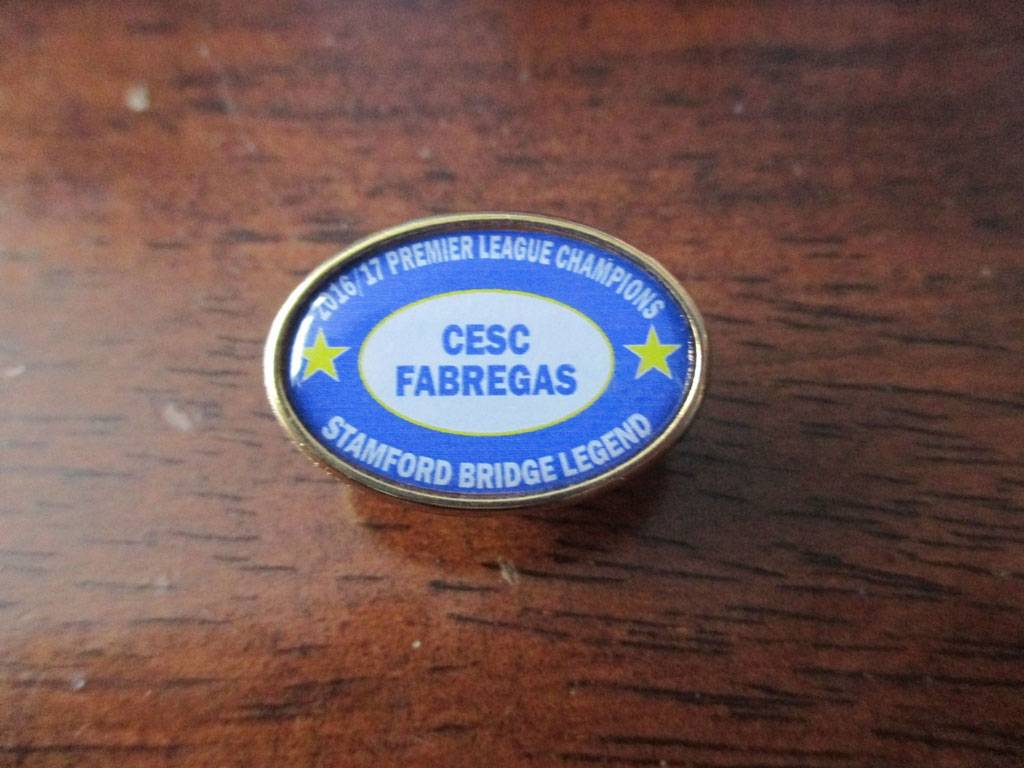 2016/17 PREMIER LEAGUE CHAMPIONS
CESC
FABREGAS
STAMFORD BRIDGE LEGEND